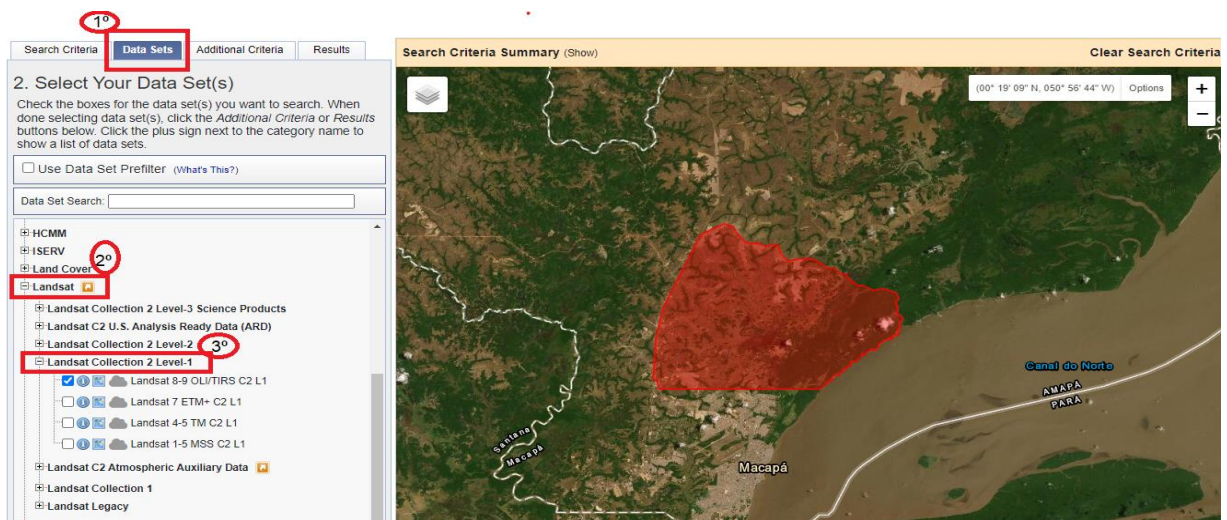 1º
Search Criteria
Data Sets
Additional Criteria
Results
2. Select Your Data Set(s)
Check the boxes for the data set(s) you want to search. When
done selecting data set(s), click the Additional Criteria or Results
buttons below. Click the plus sign next to the category name to
show a list of data sets.
Use Data Set Prefilter (What's This?)
Data Set Search:
HCMM
ISERV
Land Cover
2º
Landsat
Landsat Collection 2 Level-3 Science Products
Landsat C2 U.S. Analysis Ready Data (ARD)
Landsat Collection 2 Level-2
3º
Landsat Collection 2 Level-1
Landsat 8-9 OLI/TIRS C2 L1
Landsat 7 ETM+ C2 L1
Landsat 4-5 TM C2 L1
Landsat 1-5 MSS C2 L1
Landsat C2 Atmospheric Auxiliary Data
Landsat Collection 1
Landsat Legacy
Search Criteria Summary (Show)
Clear Search Criteria
(00° 19' 09" N, 050° 56' 44" W)
Options
+
−
Canal do Norte
AMAPÁ
PARÁ
Santana
Macapá
Macapá